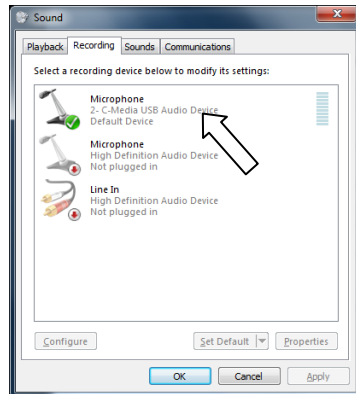 Sound
Playback Recording Sounds Communications
Select a recording device below to modify its settings:
Microphone
2- C-Media USB Audio Device
Default Device
Microphone
High Definition Audio Device
Not plugged in
Line In
High Definition Audio Device
Not plugged in
Configure Set Default Properties
OK Cancel Apply